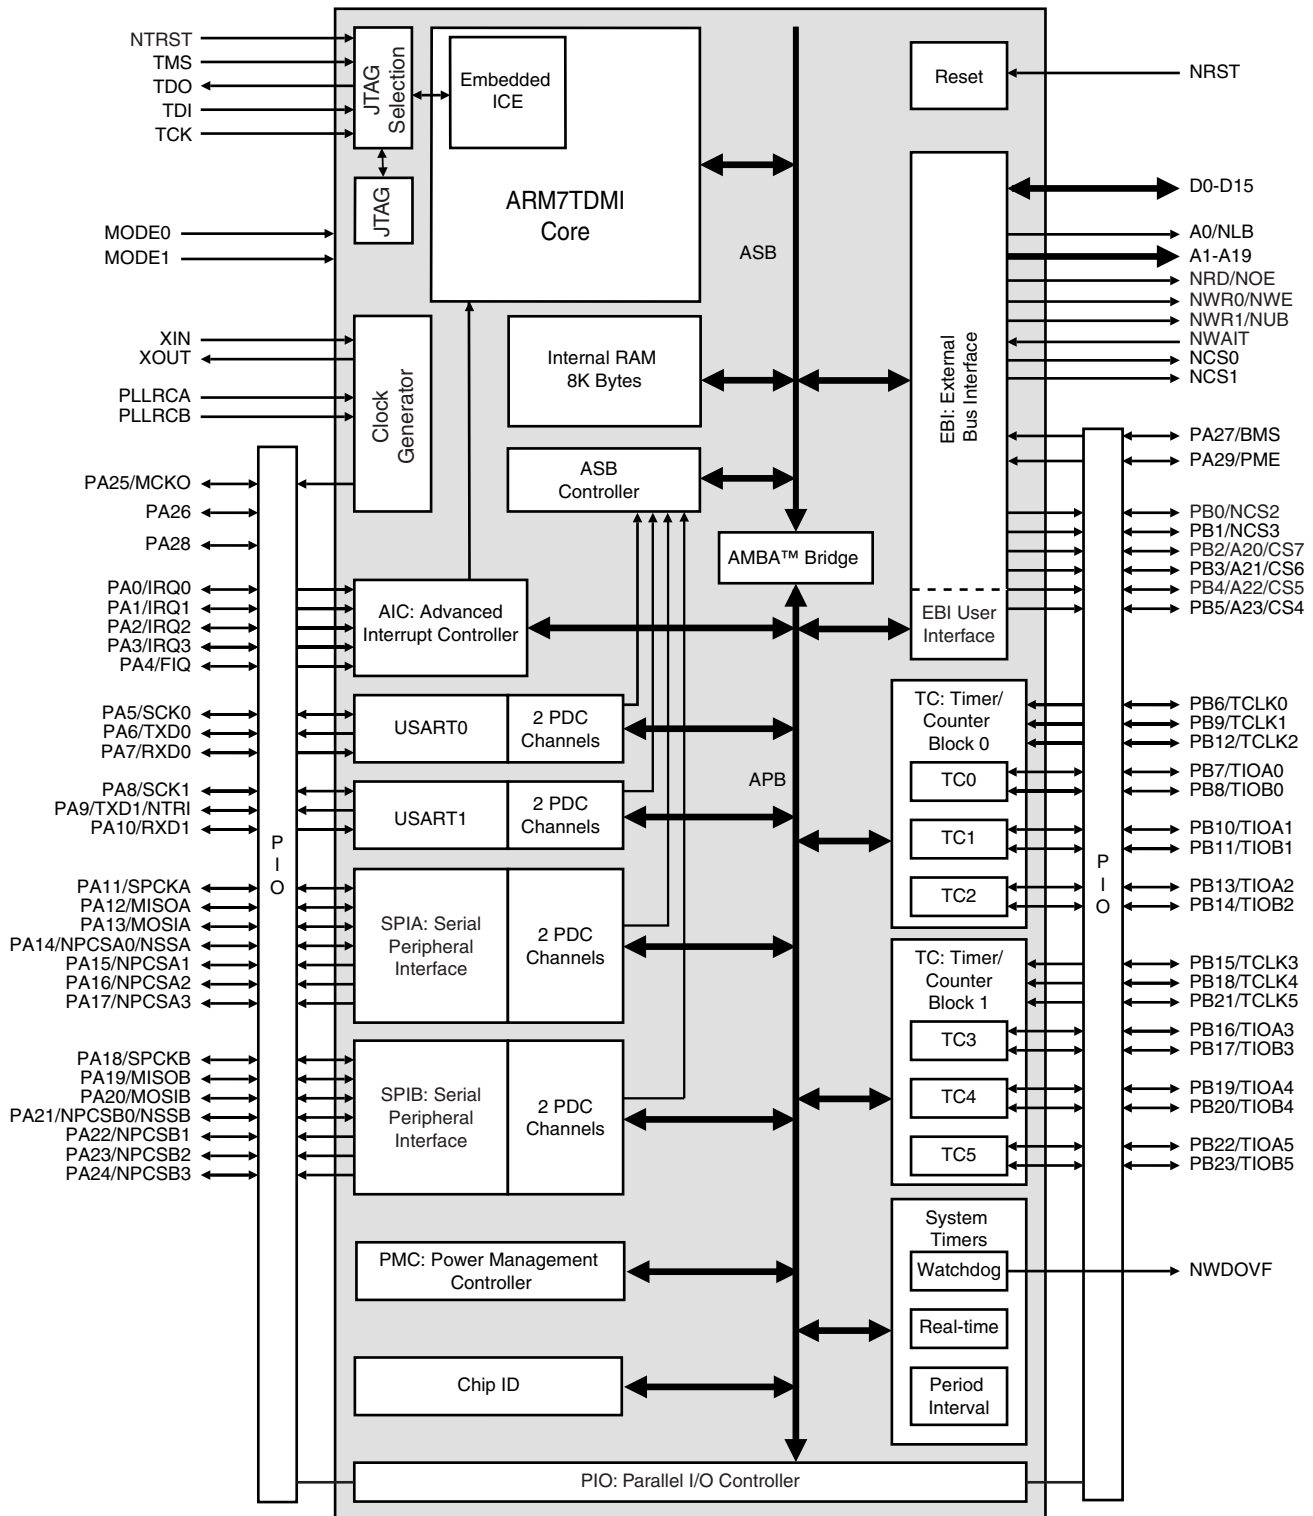 NTRST
TMS
TDO
TDI
TCK
MODE0
MODE1
XIN
XOUT
PLLRCA
PLLRCB
PA25/MCKO
PA26
PA28
PA0/IRQ0
PA1/IRQ1
PA2/IRQ2
PA3/IRQ3
PA4/FIQ
PA5/SCK0
PA6/TXD0
PA7/RXD0
PA8/SCK1
PA9/TXD1/NTRI
PA10/RXD1
PA11/SPCKA
PA12/MISOA
PA13/MOSIA
PA14/NPCSA0/NSSA
PA15/NPCSA1
PA16/NPCSA2
PA17/NPCSA3
PA18/SPCKB
PA19/MISOB
PA20/MOSIB
PA21/NPCSB0/NSSB
PA22/NPCSB1
PA23/NPCSB2
PA24/NPCSB3
P
I
O
JTAG
Selection
JTAG
Embedded
ICE
ARM7TDMI
Core
Clock
Generator
Internal RAM
8K Bytes
ASB
Controller
AIC: Advanced
Interrupt Controller
USART0
2 PDC
Channels
USART1
2 PDC
Channels
SPIA: Serial
Peripheral
Interface
2 PDC
Channels
SPIB: Serial
Peripheral
Interface
2 PDC
Channels
PMC: Power Management
Controller
Chip ID
PIO: Parallel I/O Controller
ASB
AMBA™ Bridge
APB
Reset
EBI: External
Bus Interface
EBI User
Interface
TC: Timer/
Counter
Block 0
TC0
TC1
TC2
TC: Timer/
Counter
Block 1
TC3
TC4
TC5
System
Timers
Watchdog
Real-time
Period
Interval
P
I
O
NRST
D0-D15
A0/NLB
A1-A19
NRD/NOE
NWR0/NWE
NWR1/NUB
NWAIT
NCS0
NCS1
PA27/BMS
PA29/PME
PB0/NCS2
PB1/NCS3
PB2/A20/CS7
PB3/A21/CS6
PB4/A22/CS5
PB5/A23/CS4
PB6/TCLK0
PB9/TCLK1
PB12/TCLK2
PB7/TIOA0
PB8/TIOB0
PB10/TIOA1
PB11/TIOB1
PB13/TIOA2
PB14/TIOB2
PB15/TCLK3
PB18/TCLK4
PB21/TCLK5
PB16/TIOA3
PB17/TIOB3
PB19/TIOA4
PB20/TIOB4
PB22/TIOA5
PB23/TIOB5
NWDOVF